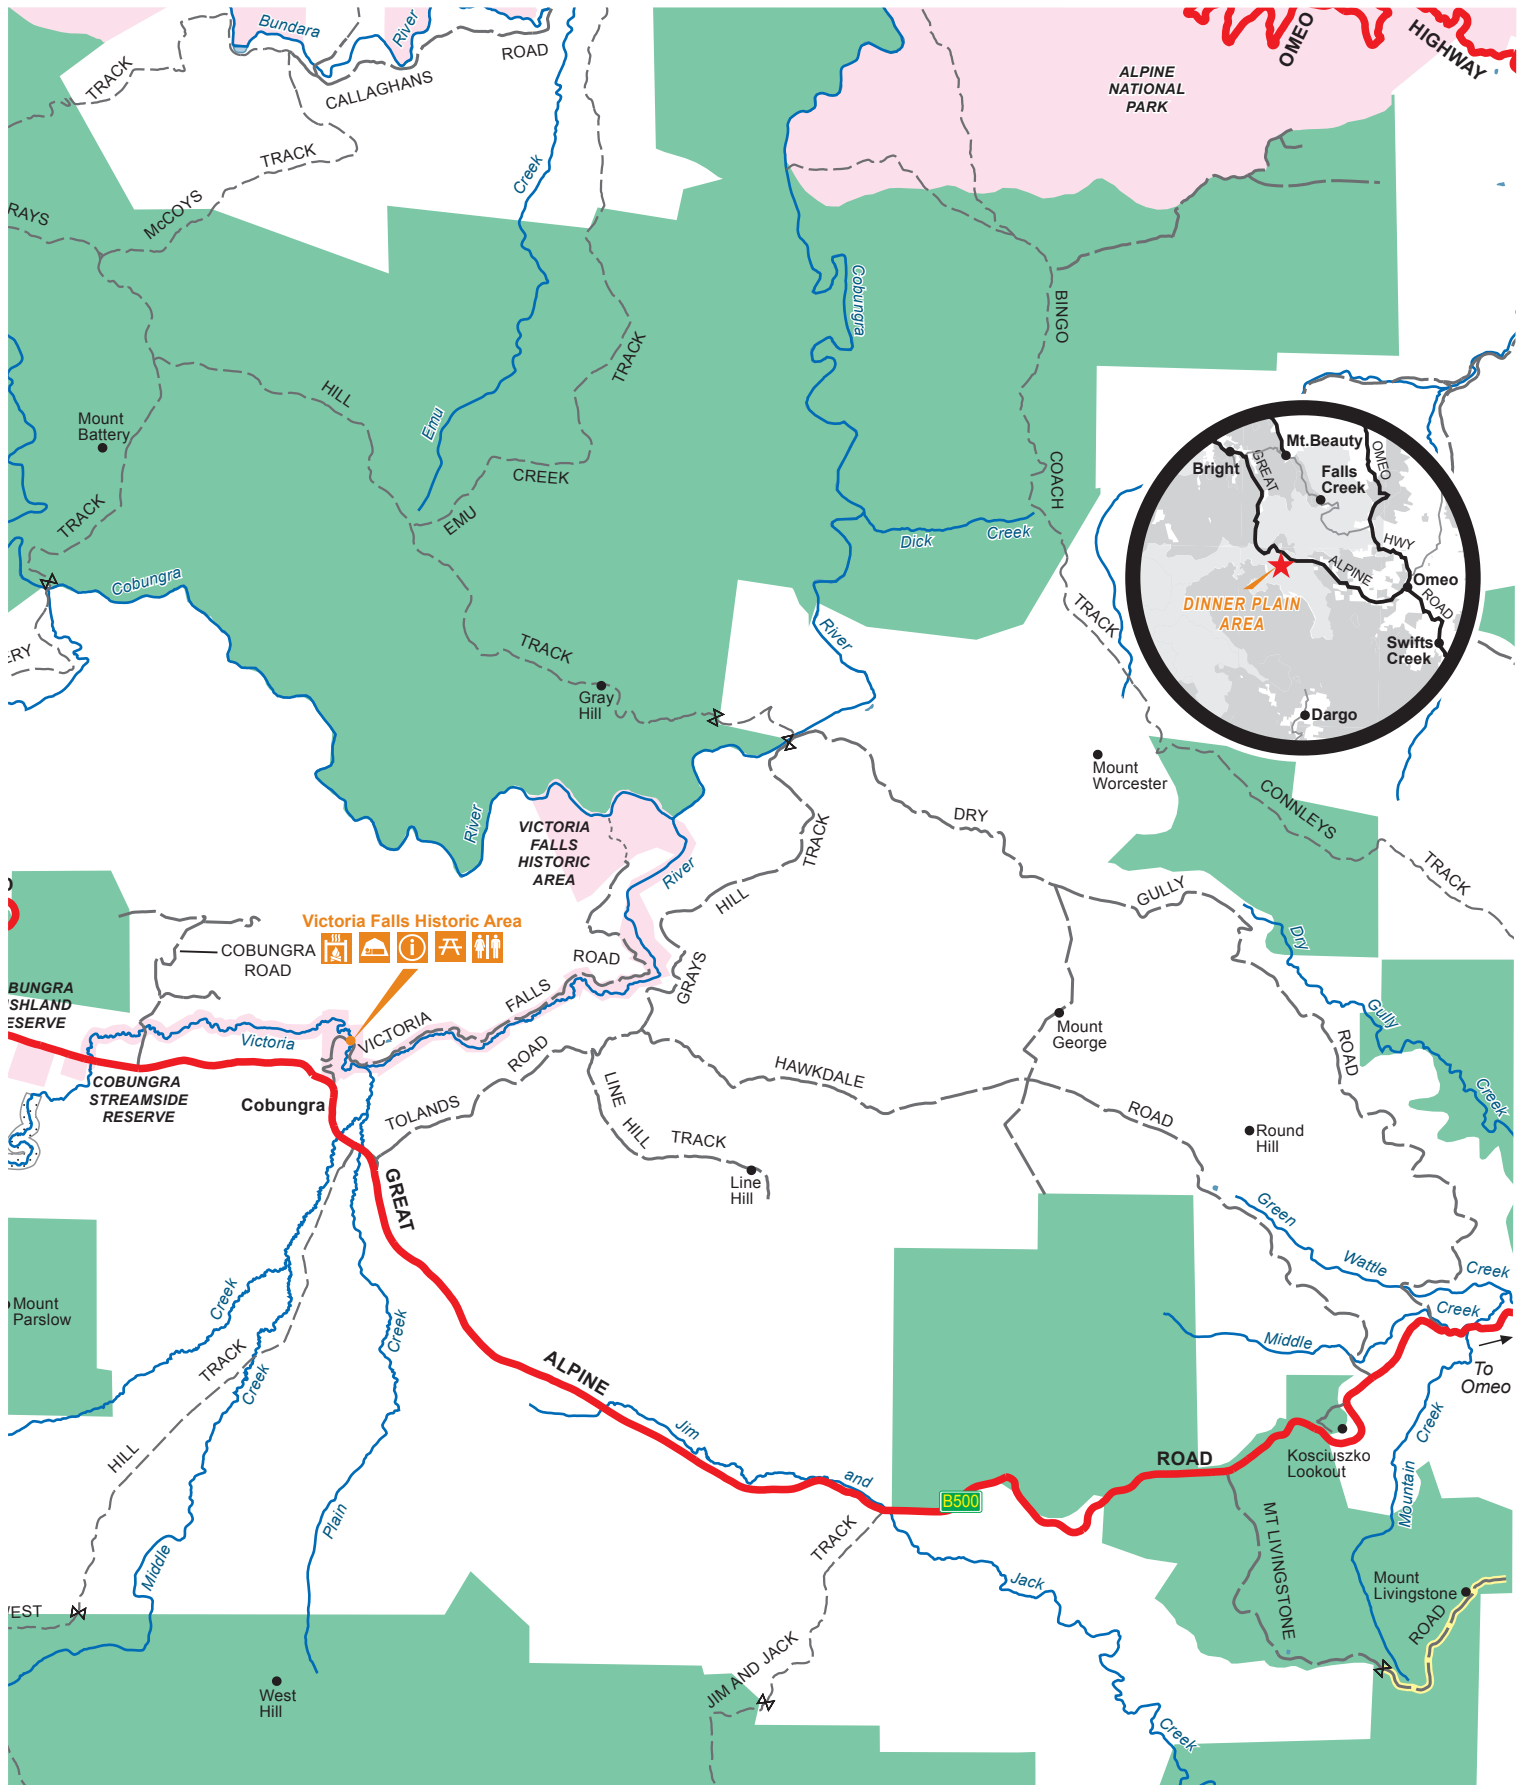 Bundara
River
ROAD
CALLAGHANS
TRACK
OMEO
HIGHWAY
ALPINE
NATIONAL
PARK
TRACK
Creek
McCOYS
RAYS
Cobungra
BINGO
TRACK
HILL
Mount
Battery
Emu
CREEK
EMU
TRACK
COACH
Dick Creek
Cobungra
TRACK
River
TRACK
ERY
Gray
Hill
Mt.Beauty
Bright
GREAT
OMEO
Falls
Creek
HWY
ALPINE
Omeo
ROAD
DINNER PLAIN
AREA
Swifts
Creek
Dargo
Mount
Worcester
CONNLEYS
TRACK
River
VICTORIA
FALLS
HISTORIC
AREA
River
TRACK
HILL
GRAYS
DRY
GULLY
ROAD
Dry
Gully
Creek
Victoria Falls Historic Area
COBUNGRA
ROAD
BUNGRA
SHLAND
ESERVE
Victoria
VICTORIA
FALLS
ROAD
COBUNGRA
STREAMSIDE
RESERVE
Cobungra
TOLANDS
ROAD
LINE
HILL
TRACK
Line
Hill
Mount
George
HAWKDALE
ROAD
Round
Hill
Green
Wattle
Creek
Middle
Creek
To
Omeo
GREAT
ALPINE
ROAD
B500
Mount
Parslow
Creek
TRACK
Creek
Creek
HILL
Plain
Middle
Jim
and
Jack
Creek
Kosciuszko
Lookout
Creek
Mountain
MT LIVINGSTONE
ROAD
Mount
Livingstone
TRACK
JIM AND JACK
EST
West
Hill